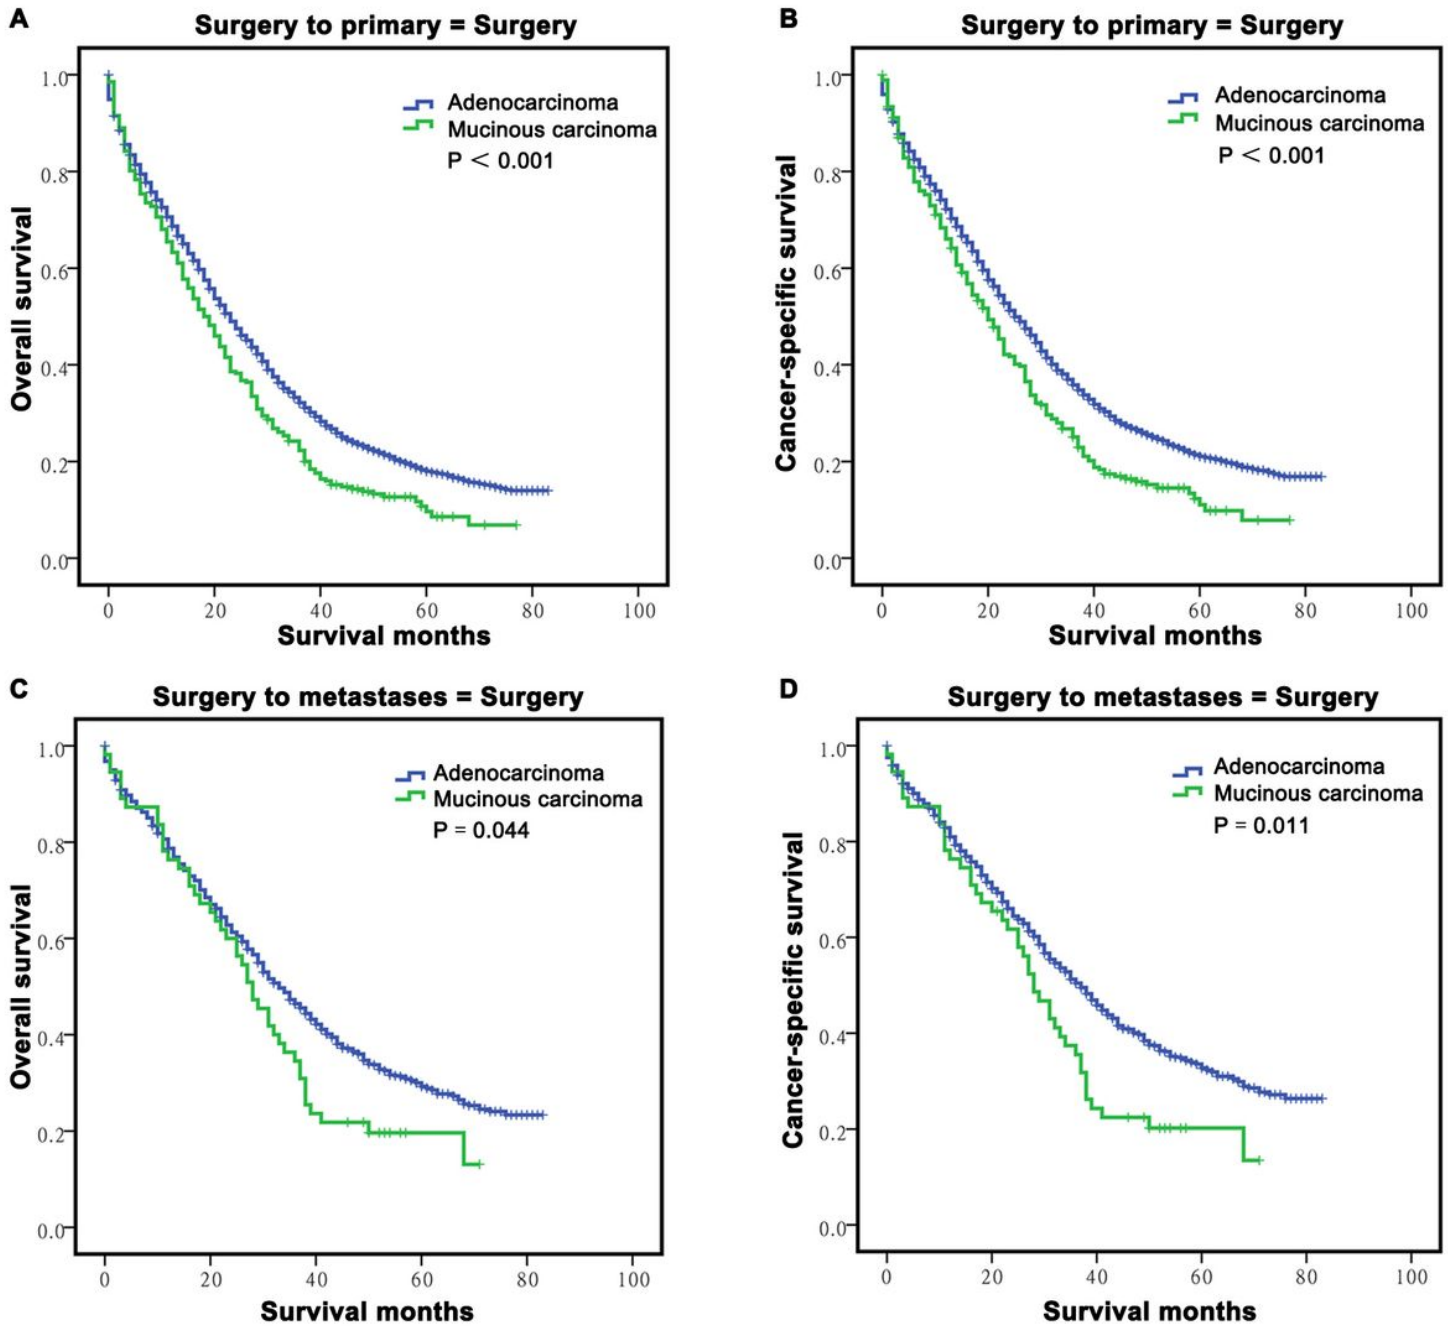 A
Surgery to primary = Surgery
Adenocarcinoma
Mucinous carcinoma
P < 0.001
Overall survival
1.0
0.8
0.6
0.4
0.2
0.0
0 20 40 60 80 100
Survival months
B
Surgery to primary = Surgery
Adenocarcinoma
Mucinous carcinoma
P < 0.001
Cancer-specific survival
1.0
0.8
0.6
0.4
0.2
0.0
0 20 40 60 80 100
Survival months
C
Surgery to metastases = Surgery
Adenocarcinoma
Mucinous carcinoma
P = 0.044
Overall survival
1.0
0.8
0.6
0.4
0.2
0.0
0 20 40 60 80 100
Survival months
D
Surgery to metastases = Surgery
Adenocarcinoma
Mucinous carcinoma
P = 0.011
Cancer-specific survival
1.0
0.8
0.6
0.4
0.2
0.0
0 20 40 60 80 100
Survival months